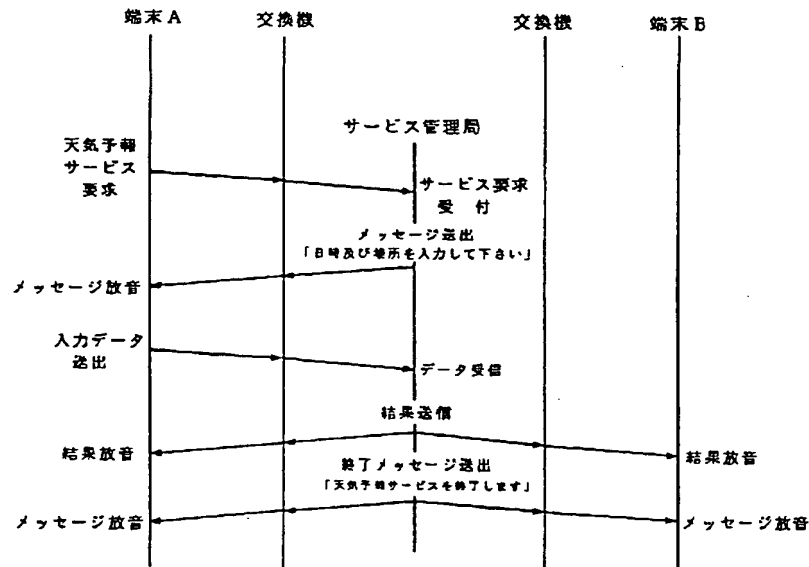 端末A 交換機 交換機 端末B
サービス管理局
天気予報
サービス
要求
サービス要求
受 付
メッセージ送出
「日時及び場所を入力して下さい」
メッセージ放音
入力データ
送出
データ受信
結果送信
結果放音 結果放音
終了メッセージ送出
「天気予報サービスを終了します」
メッセージ放音 メッセージ放音